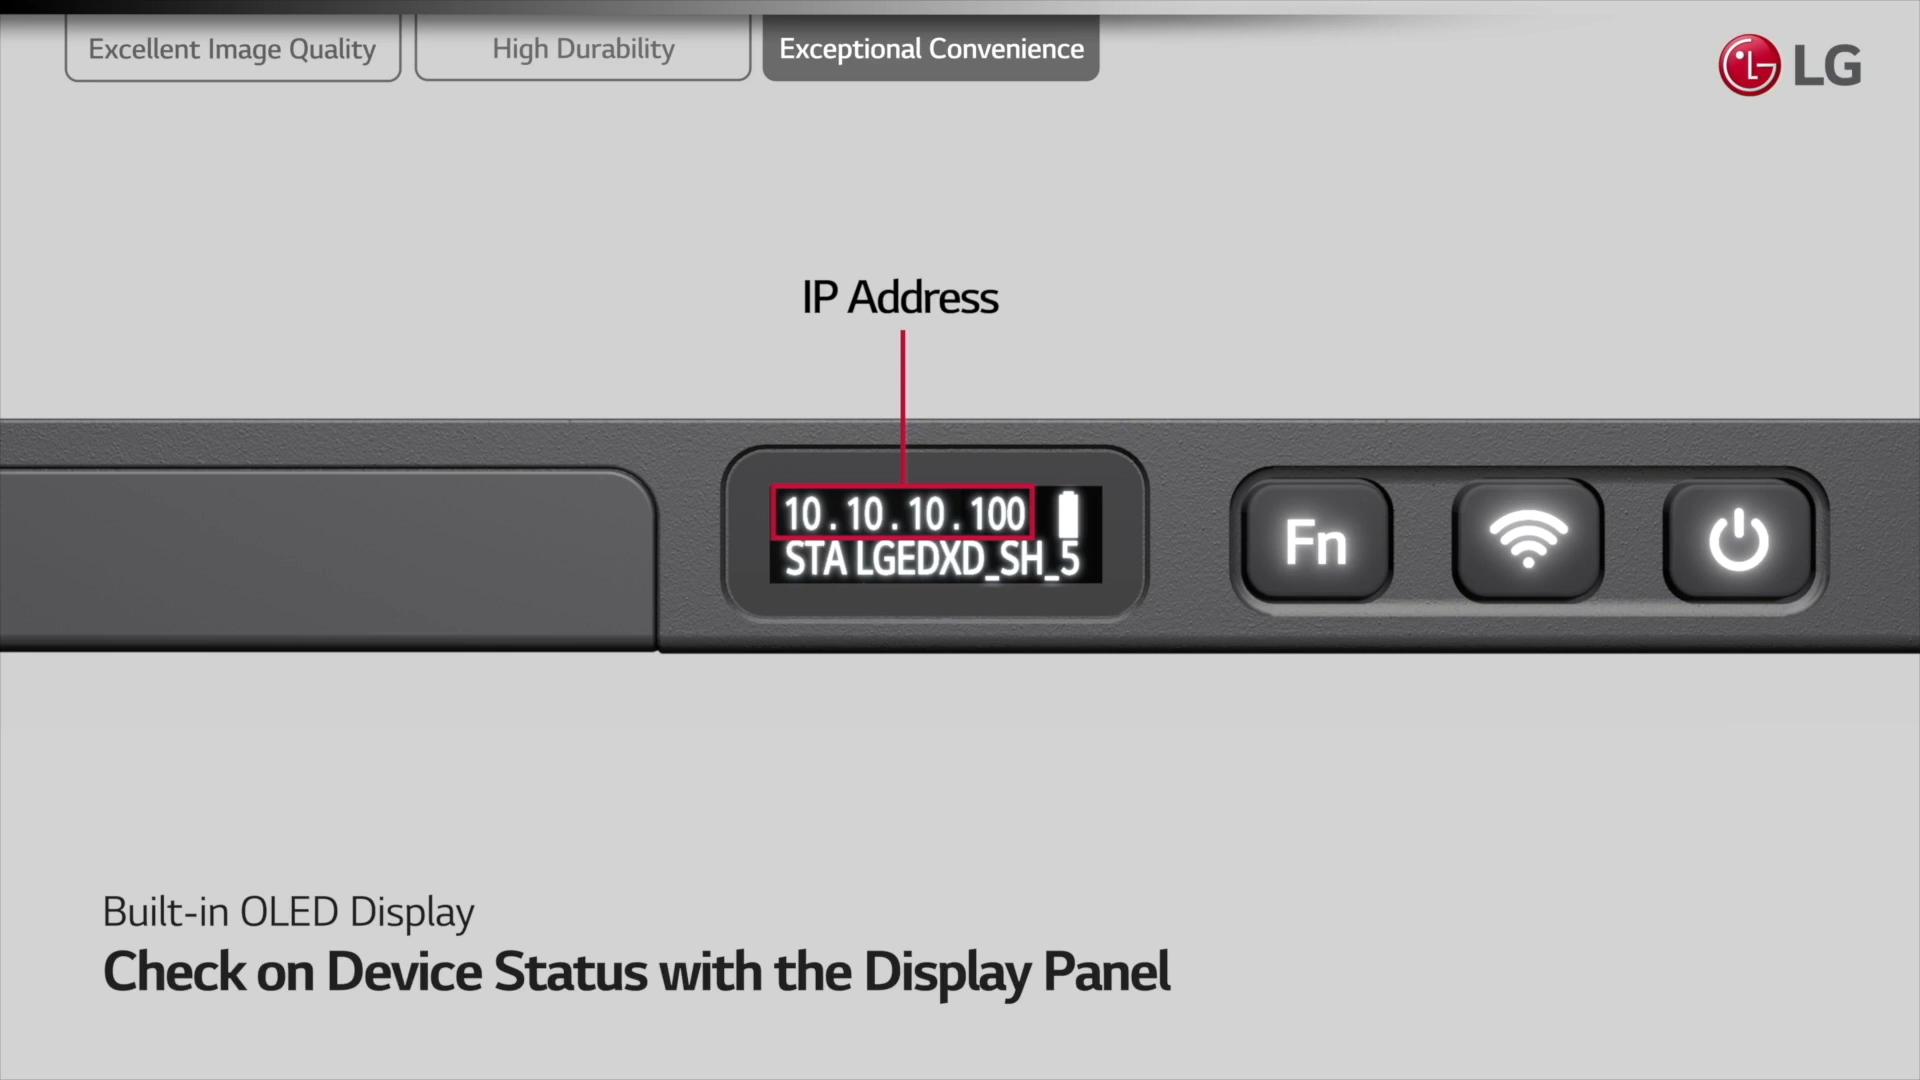 Excellent Image Quality
High Durability
Exceptional Convenience
LG
IP Address
10 . 10 . 10 . 100
STA LGEDXD_SH_5
Fn
Built-in OLED Display
Check on Device Status with the Display Panel